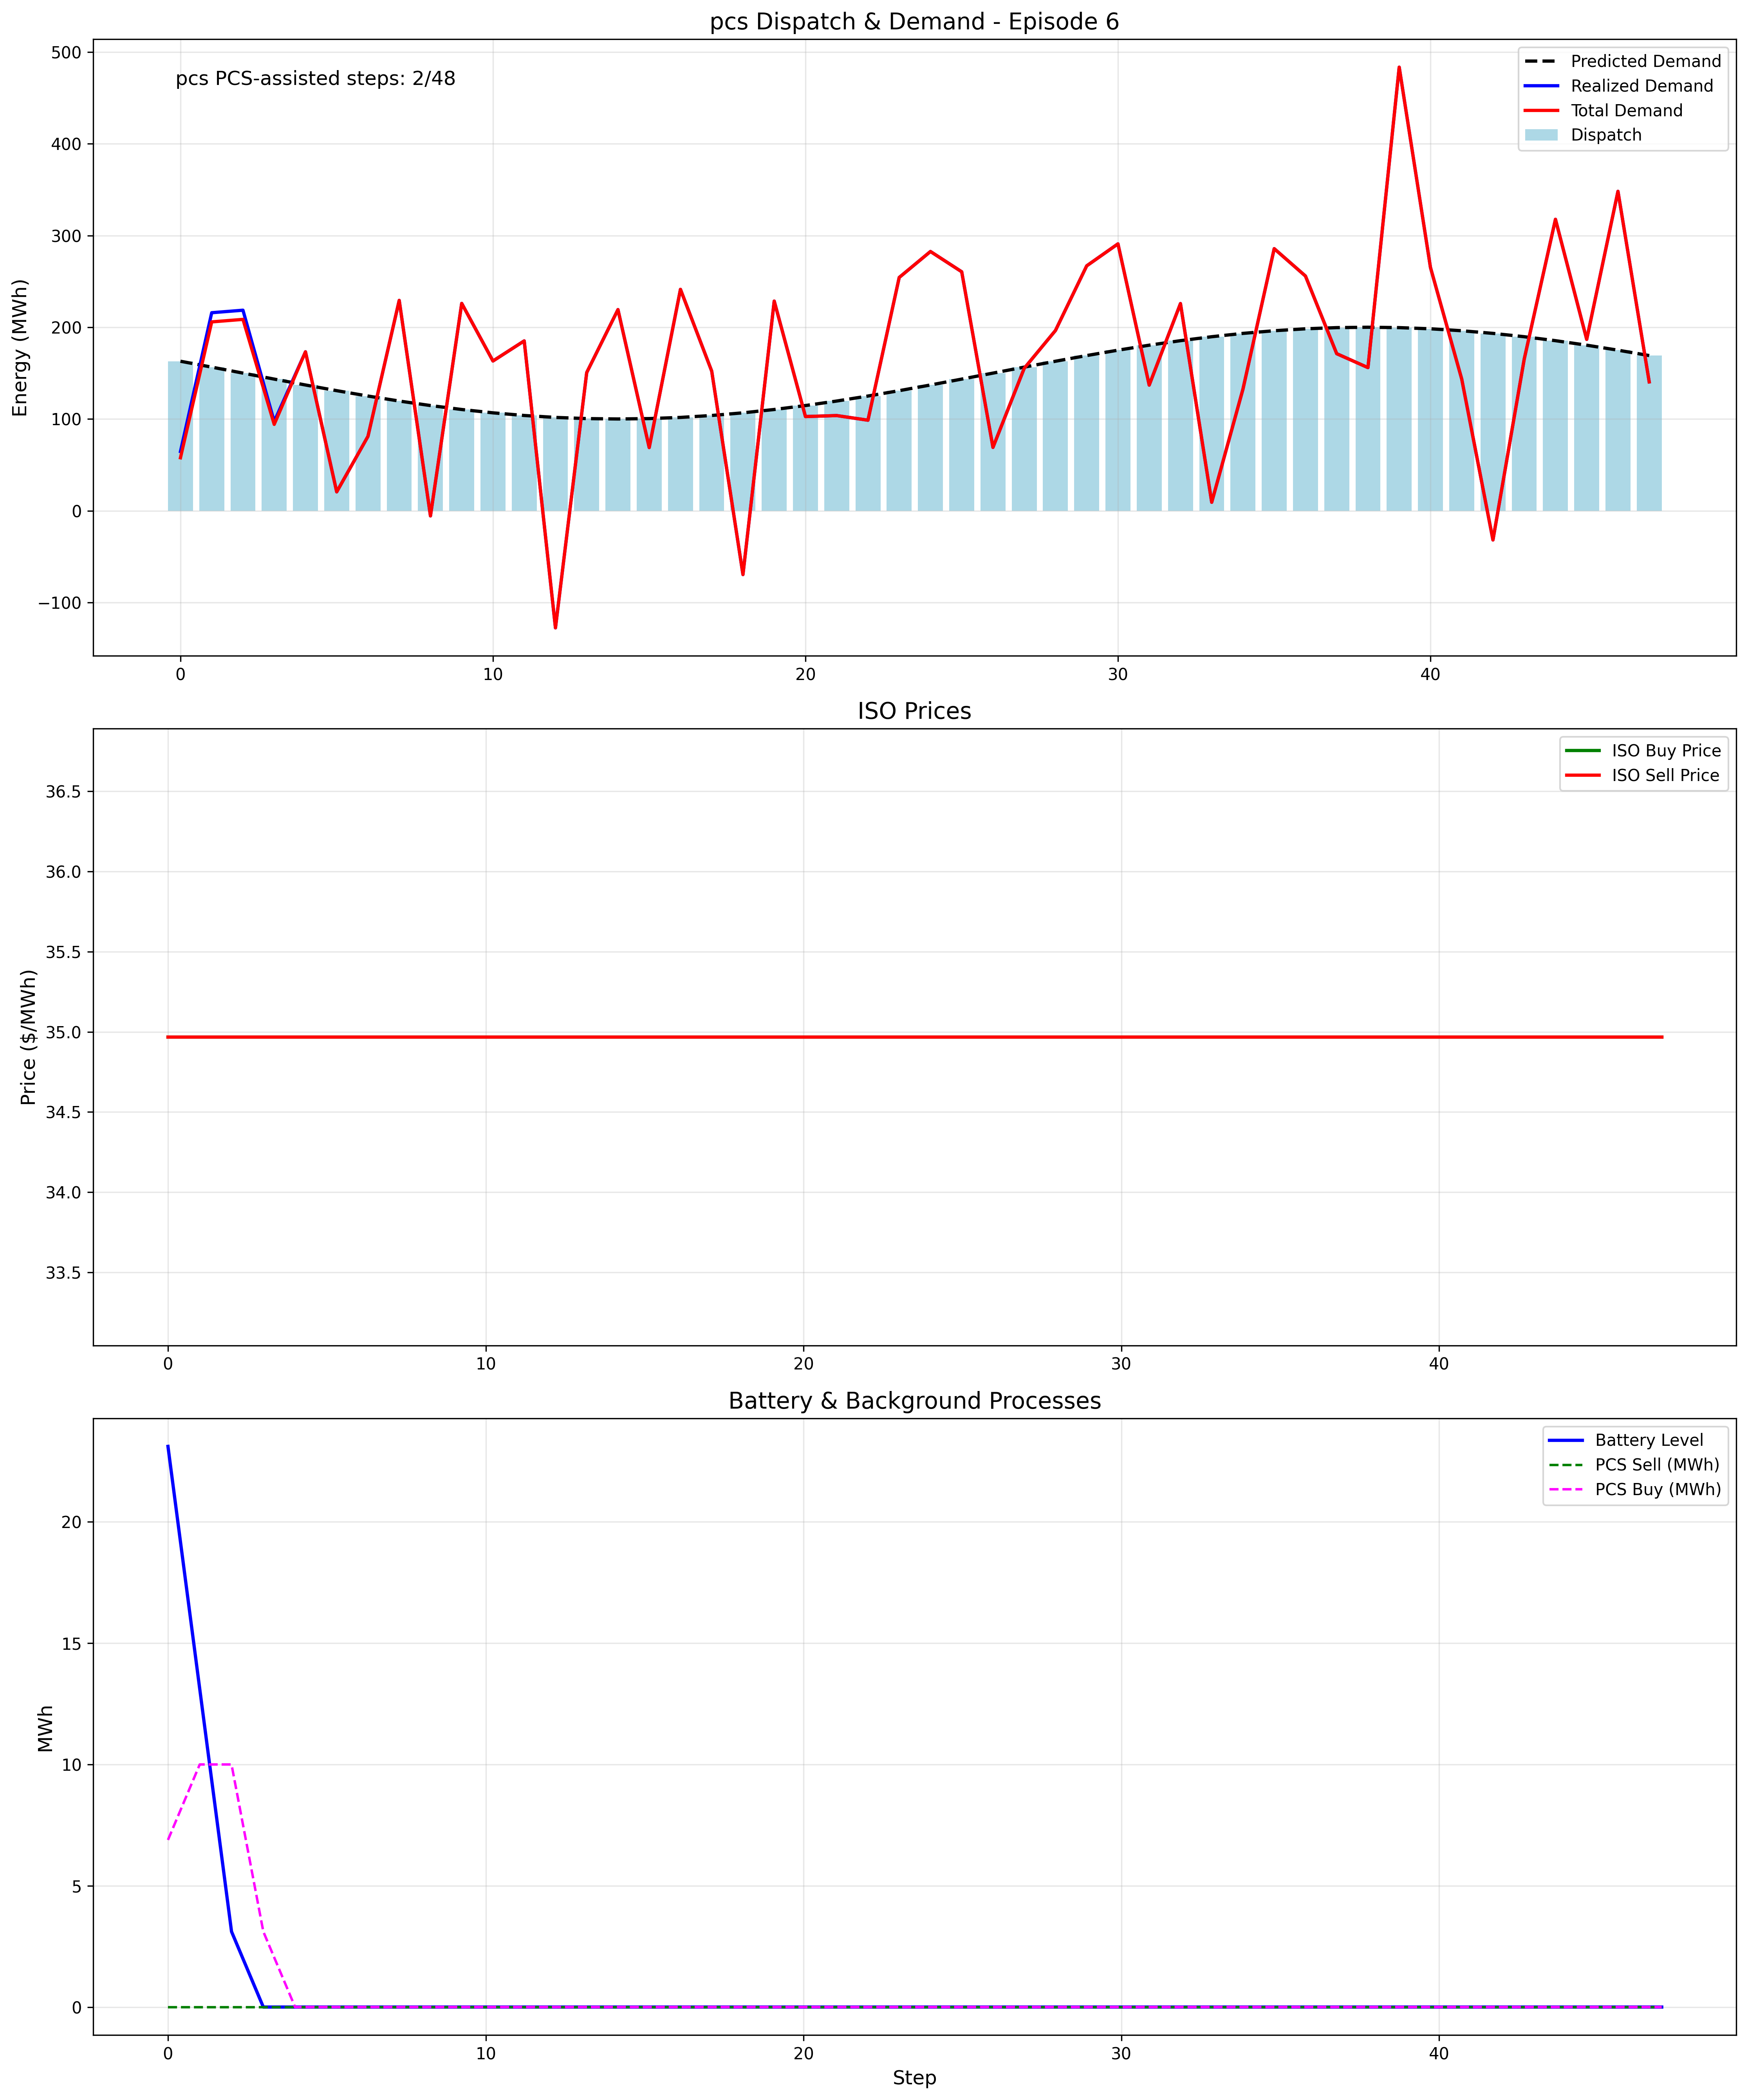 pcs Dispatch & Demand - Episode 6
pcs PCS-assisted steps: 2/48
Predicted Demand
Realized Demand
Total Demand
Dispatch
Energy (MWh)
500
400
300
200
100
0
−100
0
10
20
30
40
ISO Prices
ISO Buy Price
ISO Sell Price
Price ($/MWh)
36.5
36.0
35.5
35.0
34.5
34.0
33.5
0
10
20
30
40
Battery & Background Processes
Battery Level
PCS Sell (MWh)
PCS Buy (MWh)
MWh
20
15
10
5
0
0
10
20
30
40
Step